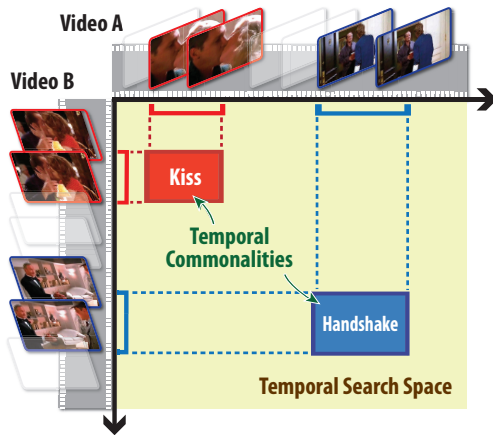 Video A
Video B
Kiss
Temporal
Commonalities
Handshake
Temporal Search Space